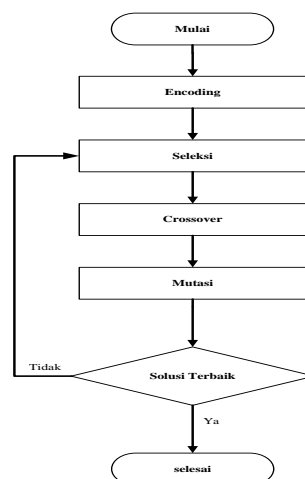 Mulai
Encoding
Seleksi
Crossover
Mutasi
Solusi Terbaik
Tidak
Ya
selesai